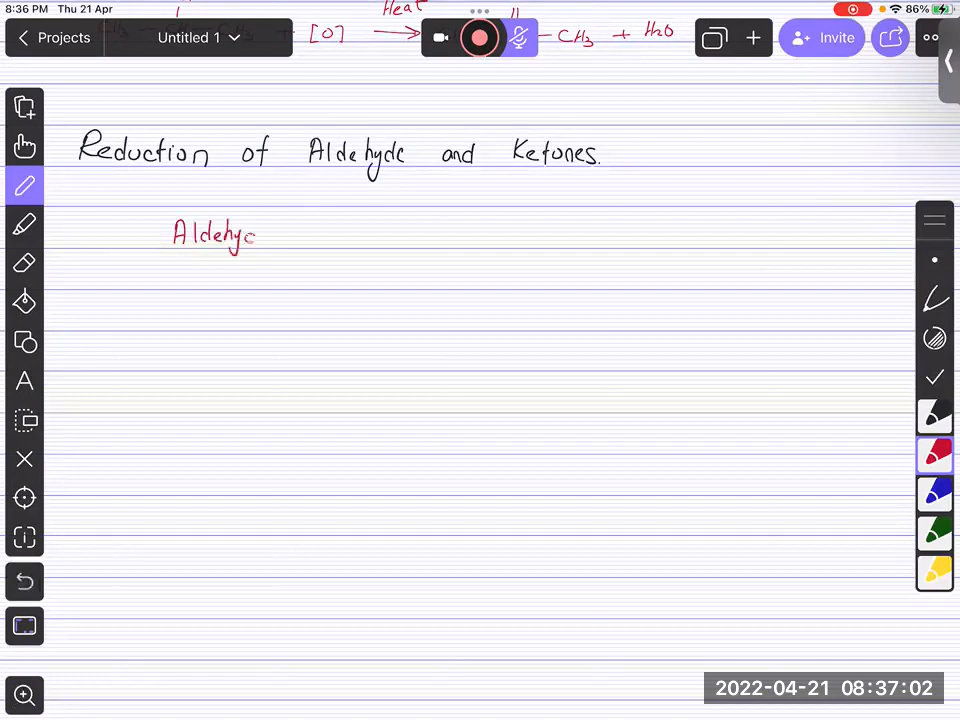 8:36 PM Thu 21 Apr
86%
Heat
Projects
Untitled 1
[O]
CH3 + H2O
Invite
Reduction of Aldehyde and Ketones.
Aldehyd
A
2022-04-21 08:37:02